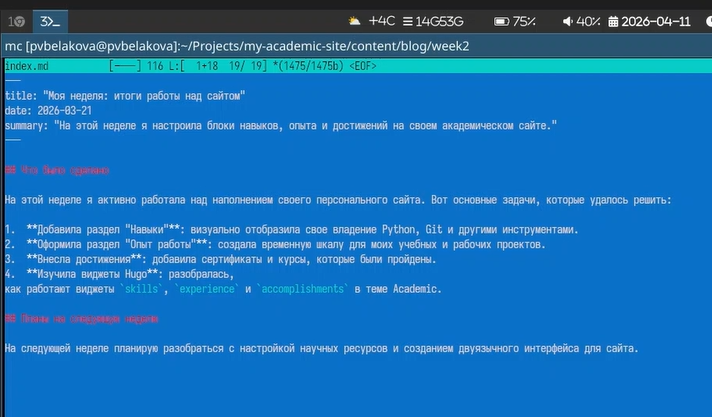 1
3>_ +4C 14G53G 75% 40% 2026-04-11
mc [pvbelakova@pvbelakova]:~/Projects/my-academic-site/content/blog/week2
index.md [----] 116 L:[ 1+18 19/ 19] *(1475/1475b) <EOF>
---
title: "Моя неделя: итоги работы над сайтом"
date: 2026-03-21
summary: "На этой неделе я настроила блоки навыков, опыта и достижений на своем академическом сайте."
---
## Что было сделано
На этой неделе я активно работала над наполнением своего персонального сайта. Вот основные задачи, которые удалось решить:
1. **Добавила раздел "Навыки"**: визуально отобразила свое владение Python, Git и другими инструментами.
2. **Оформила раздел "Опыт работы"**: создала временную шкалу для моих учебных и рабочих проектов.
3. **Внесла достижения**: добавила сертификаты и курсы, которые были пройдены.
4. **Изучила виджеты Hugo**: разобралась,
как работают виджеты `skills`, `experience` и `accomplishments` в теме Academic.
## Планы на следующую неделю
На следующей неделе планирую разобраться с настройкой научных ресурсов и созданием двуязычного интерфейса для сайта.